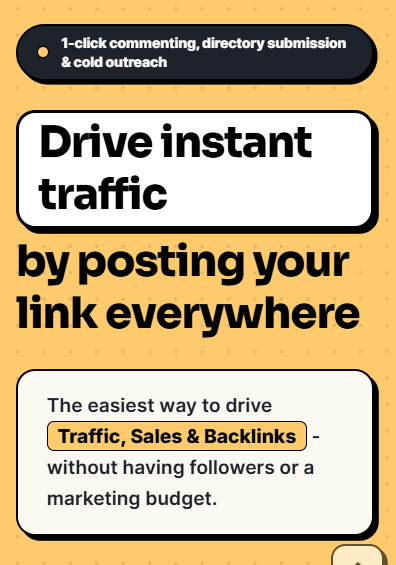 1-click commenting, directory submission
& cold outreach
Drive instant
traffic
by posting your
link everywhere
The easiest way to drive
Traffic, Sales & Backlinks -
without having followers or a
marketing budget.